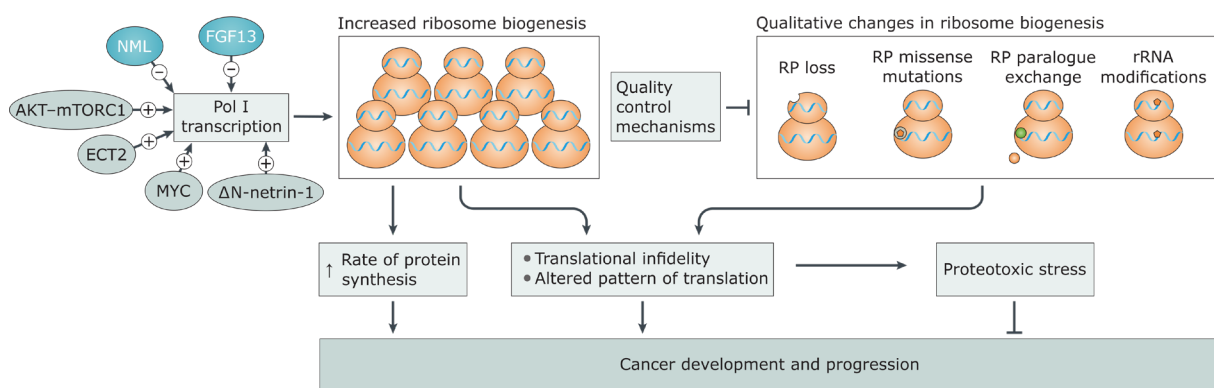 Increased ribosome biogenesis
Qualitative changes in ribosome biogenesis
NML
FGF13
−
−
AKT–mTORC1
+
Pol I
transcription
ECT2
+
MYC
+
ΔN-netrin-1
+
Quality
control
mechanisms
RP loss
RP missense
mutations
RP paralogue
exchange
rRNA
modifications
↑ Rate of protein
synthesis
• Translational infidelity
• Altered pattern of translation
Proteotoxic stress
Cancer development and progression